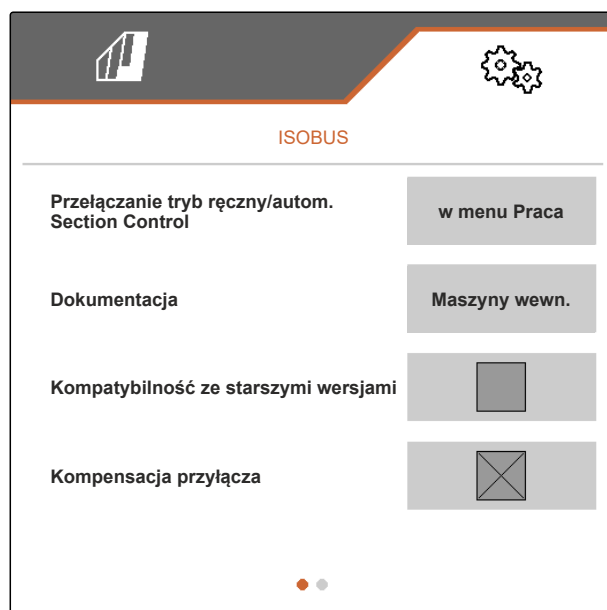 ISOBUS
Przełączanie tryb ręczny/autom.
Section Control
w menu Praca
Dokumentacja
Maszyny wewn.
Kompatybilność ze starszymi wersjami
Kompensacja przyłącza